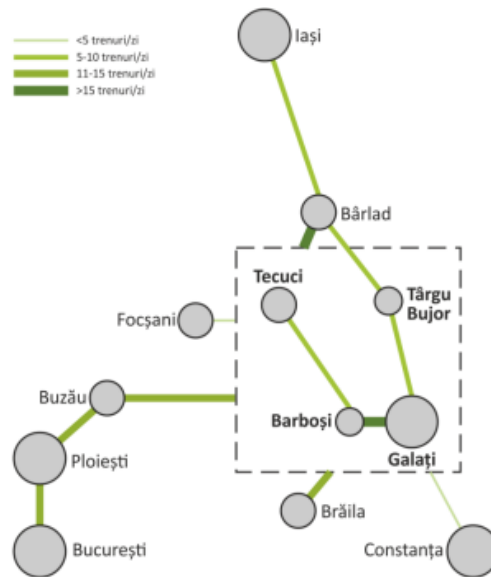 <5 trenuri/zi
5-10 trenuri/zi
11-15 trenuri/zi
>15 trenuri/zi
Iași
Bârlad
Tecuci
Târgu
Bujor
Focșani
Buzău
Barboși
Galați
Ploiești
Brăila
București
Constanța